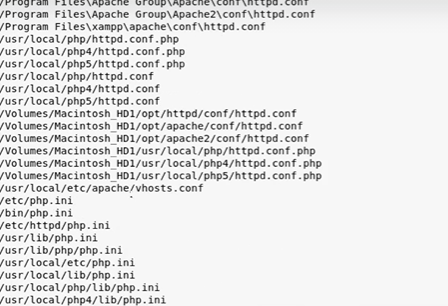 /Program Files\Apache Group\Apache\conf\httpd.conf
/Program Files\Apache Group\Apache2\conf\httpd.conf
/Program Files\xampp\apache\conf\httpd.conf
/usr/local/php/httpd.conf.php
/usr/local/php4/httpd.conf.php
/usr/local/php5/httpd.conf.php
/usr/local/php/httpd.conf
/usr/local/php4/httpd.conf
/usr/local/php5/httpd.conf
/Volumes/Macintosh_HD1/opt/httpd/conf/httpd.conf
/Volumes/Macintosh_HD1/opt/apache/conf/httpd.conf
/Volumes/Macintosh_HD1/opt/apache2/conf/httpd.conf
/Volumes/Macintosh_HD1/usr/local/php/httpd.conf.php
/Volumes/Macintosh_HD1/usr/local/php4/httpd.conf.php
/Volumes/Macintosh_HD1/usr/local/php5/httpd.conf.php
/usr/local/etc/apache/vhosts.conf
/etc/php.ini
/bin/php.ini
/etc/httpd/php.ini
/usr/lib/php.ini
/usr/lib/php/php.ini
/usr/local/etc/php.ini
/usr/local/lib/php.ini
/usr/local/php/lib/php.ini
/usr/local/php4/lib/php.ini